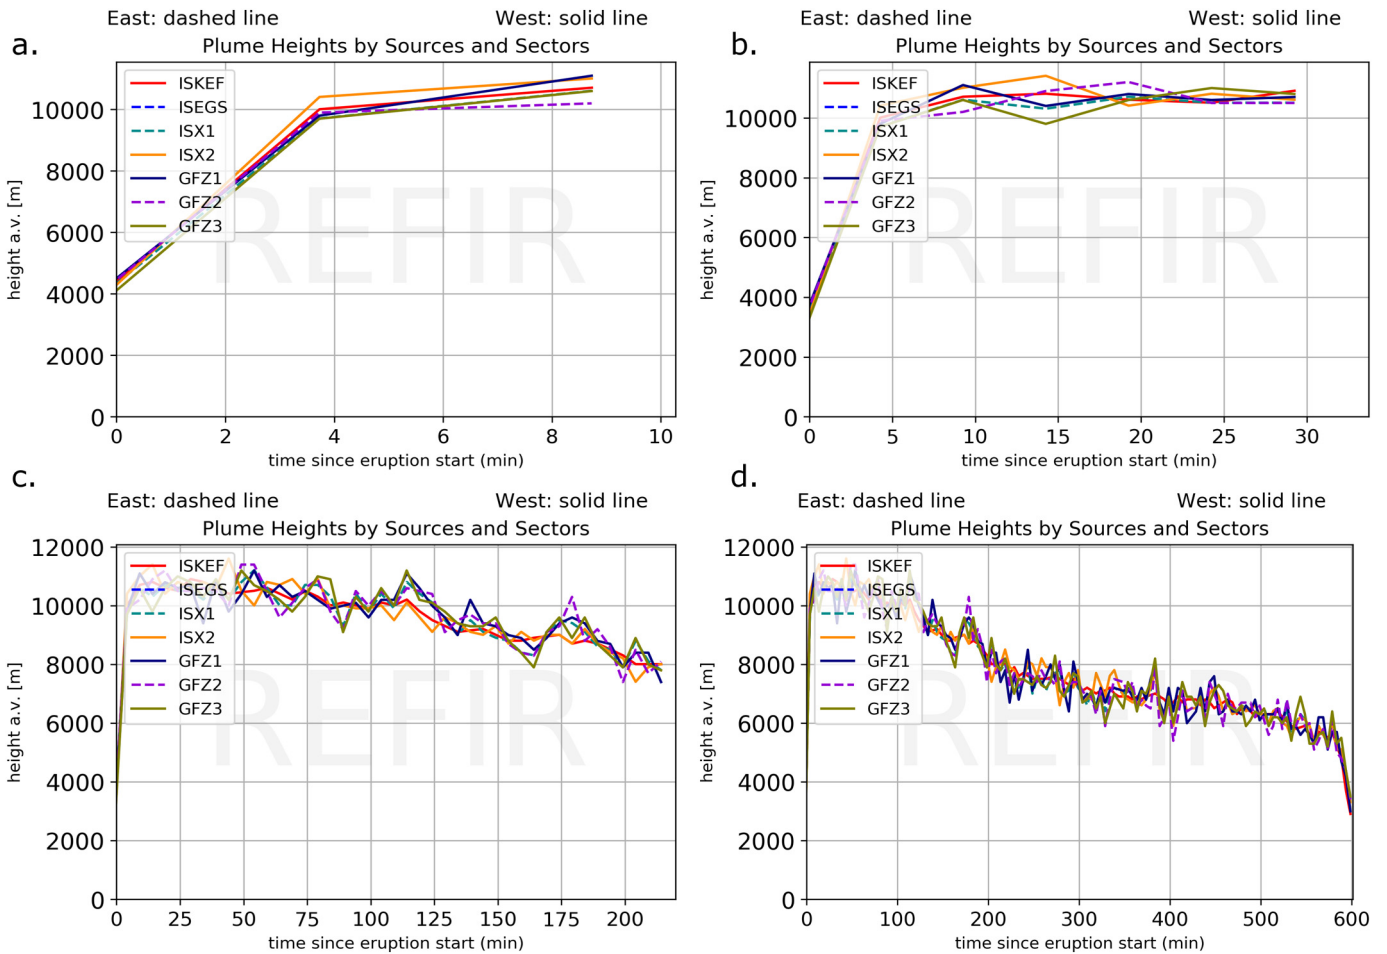 East: dashed line West: solid line
a. Plume Heights by Sources and Sectors
height a.v. [m]
10000
8000
6000
4000
2000
0
ISKEF
ISEGS
ISX1
ISX2
GFZ1
GFZ2
GFZ3
REFIR
0 2 4 6 8 10
time since eruption start (min)
East: dashed line West: solid line
b. Plume Heights by Sources and Sectors
height a.v. [m]
10000
8000
6000
4000
2000
0
ISKEF
ISEGS
ISX1
ISX2
GFZ1
GFZ2
GFZ3
REFIR
0 5 10 15 20 25 30
time since eruption start (min)
c.
East: dashed line West: solid line
Plume Heights by Sources and Sectors
height a.v. [m]
12000
10000
8000
6000
4000
2000
0
ISKEF
ISEGS
ISX1
ISX2
GFZ1
GFZ2
GFZ3
REFIR
0 25 50 75 100 125 150 175 200
time since eruption start (min)
d.
East: dashed line West: solid line
Plume Heights by Sources and Sectors
height a.v. [m]
12000
10000
8000
6000
4000
2000
0
ISKEF
ISEGS
ISX1
ISX2
GFZ1
GFZ2
GFZ3
REFIR
0 100 200 300 400 500 600
time since eruption start (min)